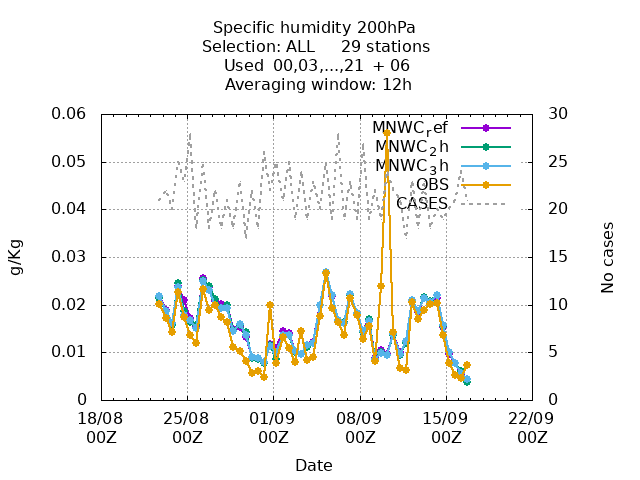 Specific humidity 200hPa
Selection: ALL 29 stations
Used 00,03,...,21 + 06
Averaging window: 12h
0.06 30
MNWC_ref
MNWC_2h
0.05 25
MNWC_3h
OBS
0.04 20
CASES
g/Kg No cases
0.03 15
0.02 10
0.01 5
0 0
18/08 25/08 01/09 08/09 15/09 22/09
00Z 00Z 00Z 00Z 00Z 00Z
Date